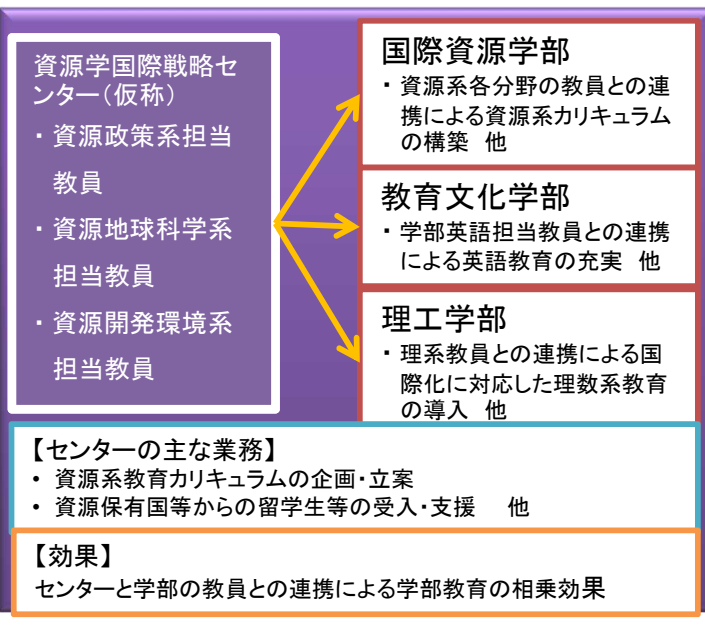 資源学国際戦略セ
ンター(仮称)
・資源政策系担当
教員
・資源地球科学系
担当教員
・資源開発環境系
担当教員
国際資源学部
・資源系各分野の教員との連
携による資源系カリキュラム
の構築 他
教育文化学部
・学部英語担当教員との連携
による英語教育の充実 他
理工学部
・理系教員との連携による国
際化に対応した理数系教育
の導入 他
【センターの主な業務】
• 資源系教育カリキュラムの企画・立案
• 資源保有国等からの留学生等の受入・支援 他
【効果】
センターと学部の教員との連携による学部教育の相乗効果